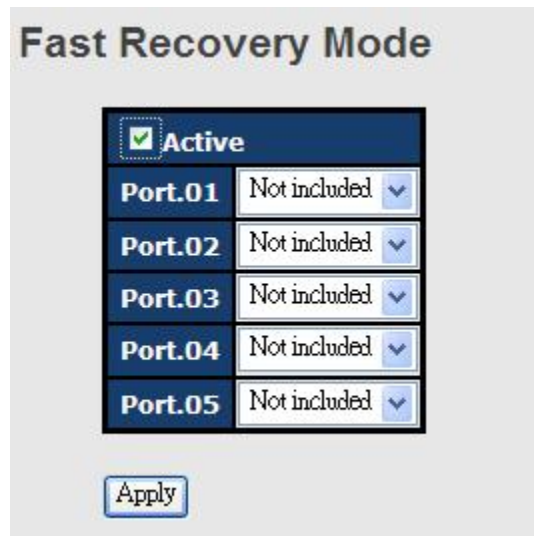 Fast Recovery Mode
Active
Port.01 Not included
Port.02 Not included
Port.03 Not included
Port.04 Not included
Port.05 Not included
Apply